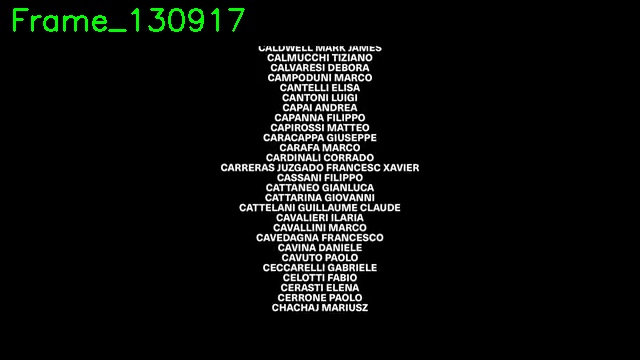 Frame_130917
CALDWELL MARK JAMES
CALMUCCHI TIZIANO
CALVARESI DEBORA
CAMPODUNI MARCO
CANTELLI ELISA
CANTONI LUIGI
CAPAI ANDREA
CAPANNA FILIPPO
CAPIROSSI MATTEO
CARACAPPA GIUSEPPE
CARAFA MARCO
CARDINALI CORRADO
CARRERAS JUZGADO FRANCESC XAVIER
CASSANI FILIPPO
CATTANEO GIANLUCA
CATTARINA GIOVANNI
CATTELANI GUILLAUME CLAUDE
CAVALIERI ILARIA
CAVALLINI MARCO
CAVEDAGNA FRANCESCO
CAVINA DANIELE
CAVUTO PAOLO
CECCARELLI GABRIELE
CELOTTI FABIO
CERASTI ELENA
CERRONE PAOLO
CHACHAJ MARIUSZ